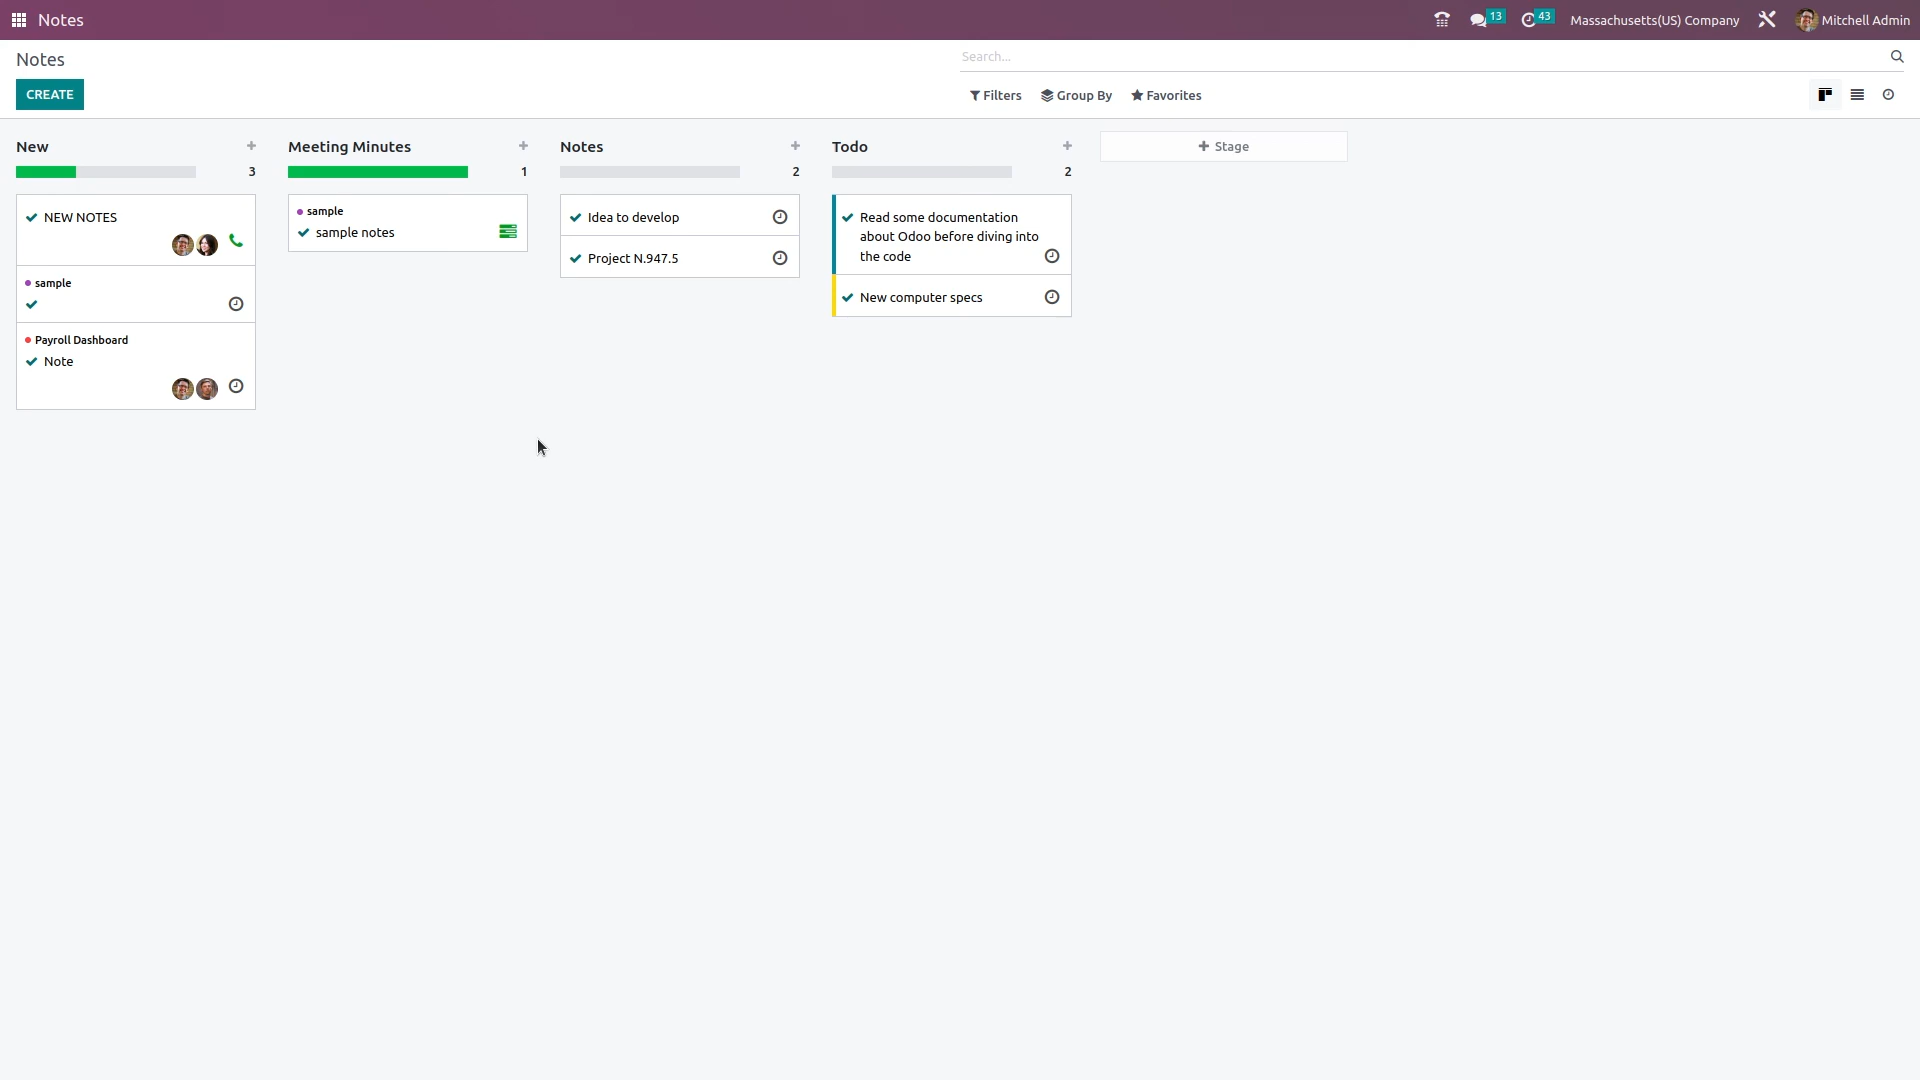 Notes
13
43
Massachusetts(US) Company
Mitchell Admin
Notes
Search...
CREATE
Filters
Group By
Favorites
New
3
NEW NOTES
sample
Payroll Dashboard
Note
Meeting Minutes
1
sample
sample notes
Notes
2
Idea to develop
Project N.947.5
Todo
2
Read some documentation
about Odoo before diving into
the code
New computer specs
Stage